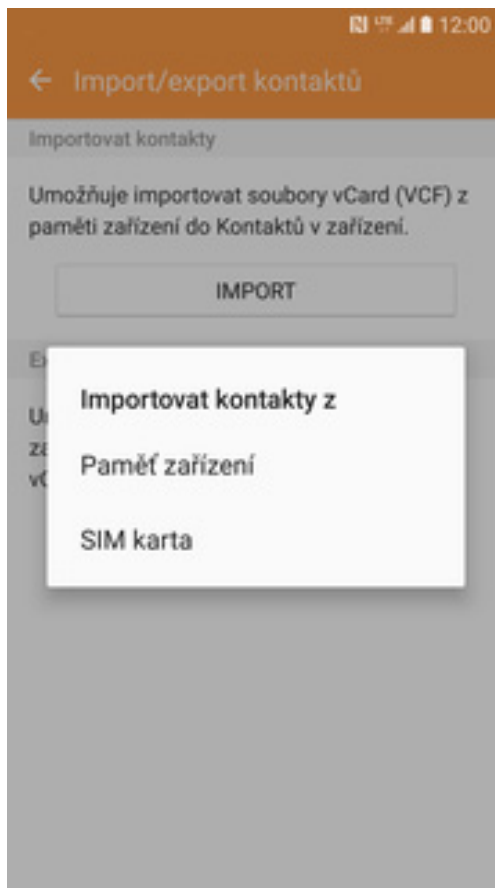 LTE 12:00
Import/export kontaktů
Importovat kontakty
Umožňuje importovat soubory vCard (VCF) z
paměti zařízení do Kontaktů v zařízení.
IMPORT
Importovat kontakty z
Paměť zařízení
SIM karta